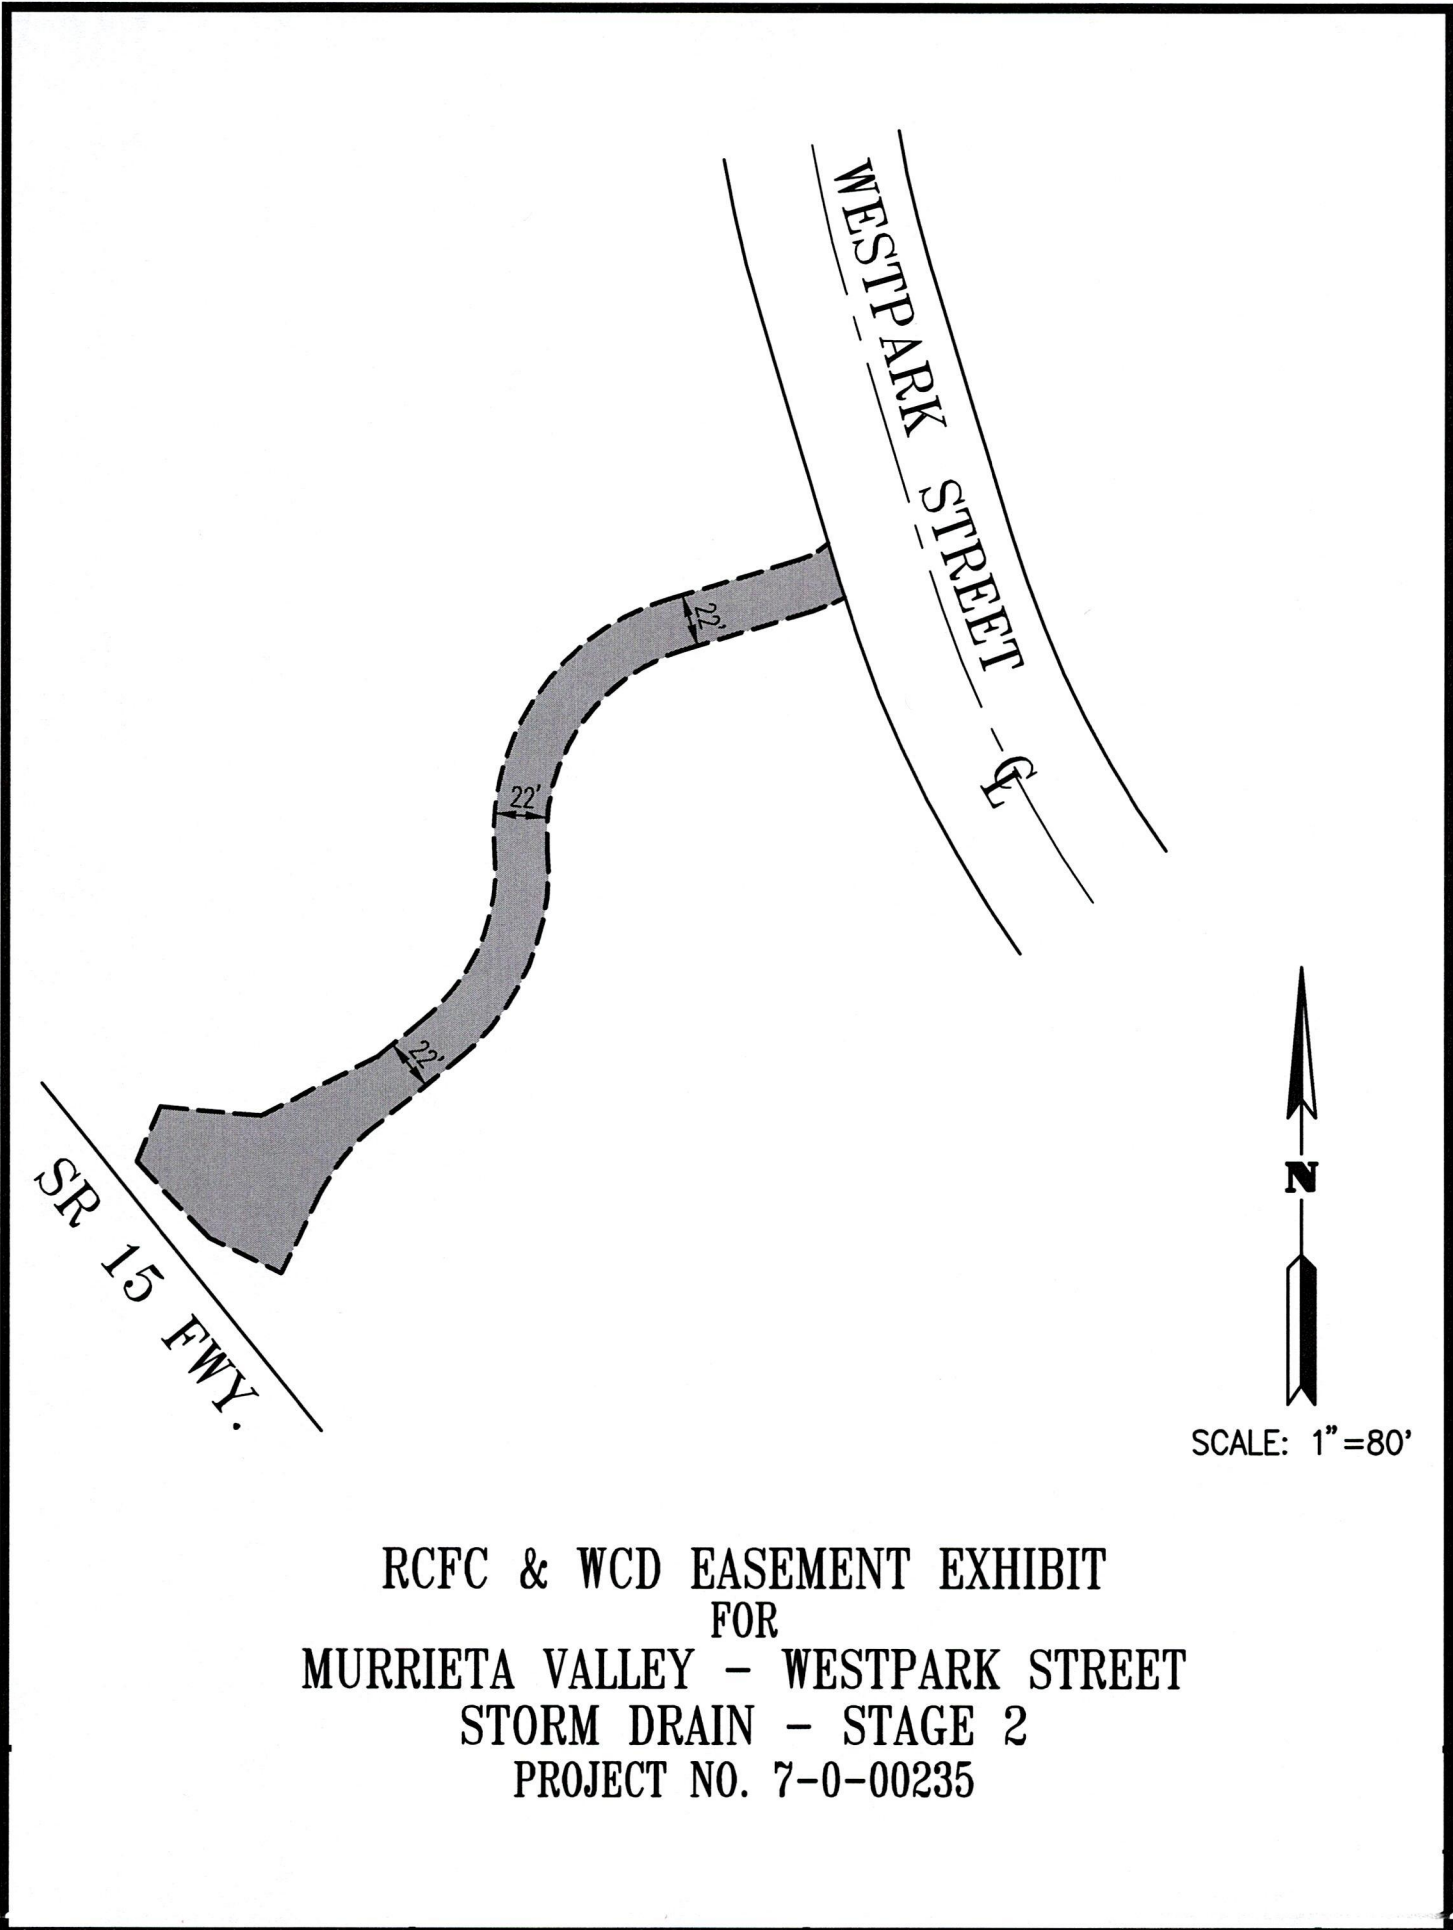 WESTPARK STREET
CL
22'
22'
22'
SR 15 FWY.
N
SCALE: 1"=80'
RCFC & WCD EASEMENT EXHIBIT
FOR
MURRIETA VALLEY - WESTPARK STREET
STORM DRAIN - STAGE 2
PROJECT NO. 7-0-00235